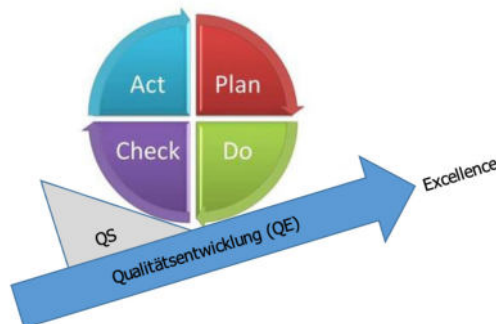 Act
Plan
Check
Do
Excellence
QS
Qualitätsentwicklung (QE)